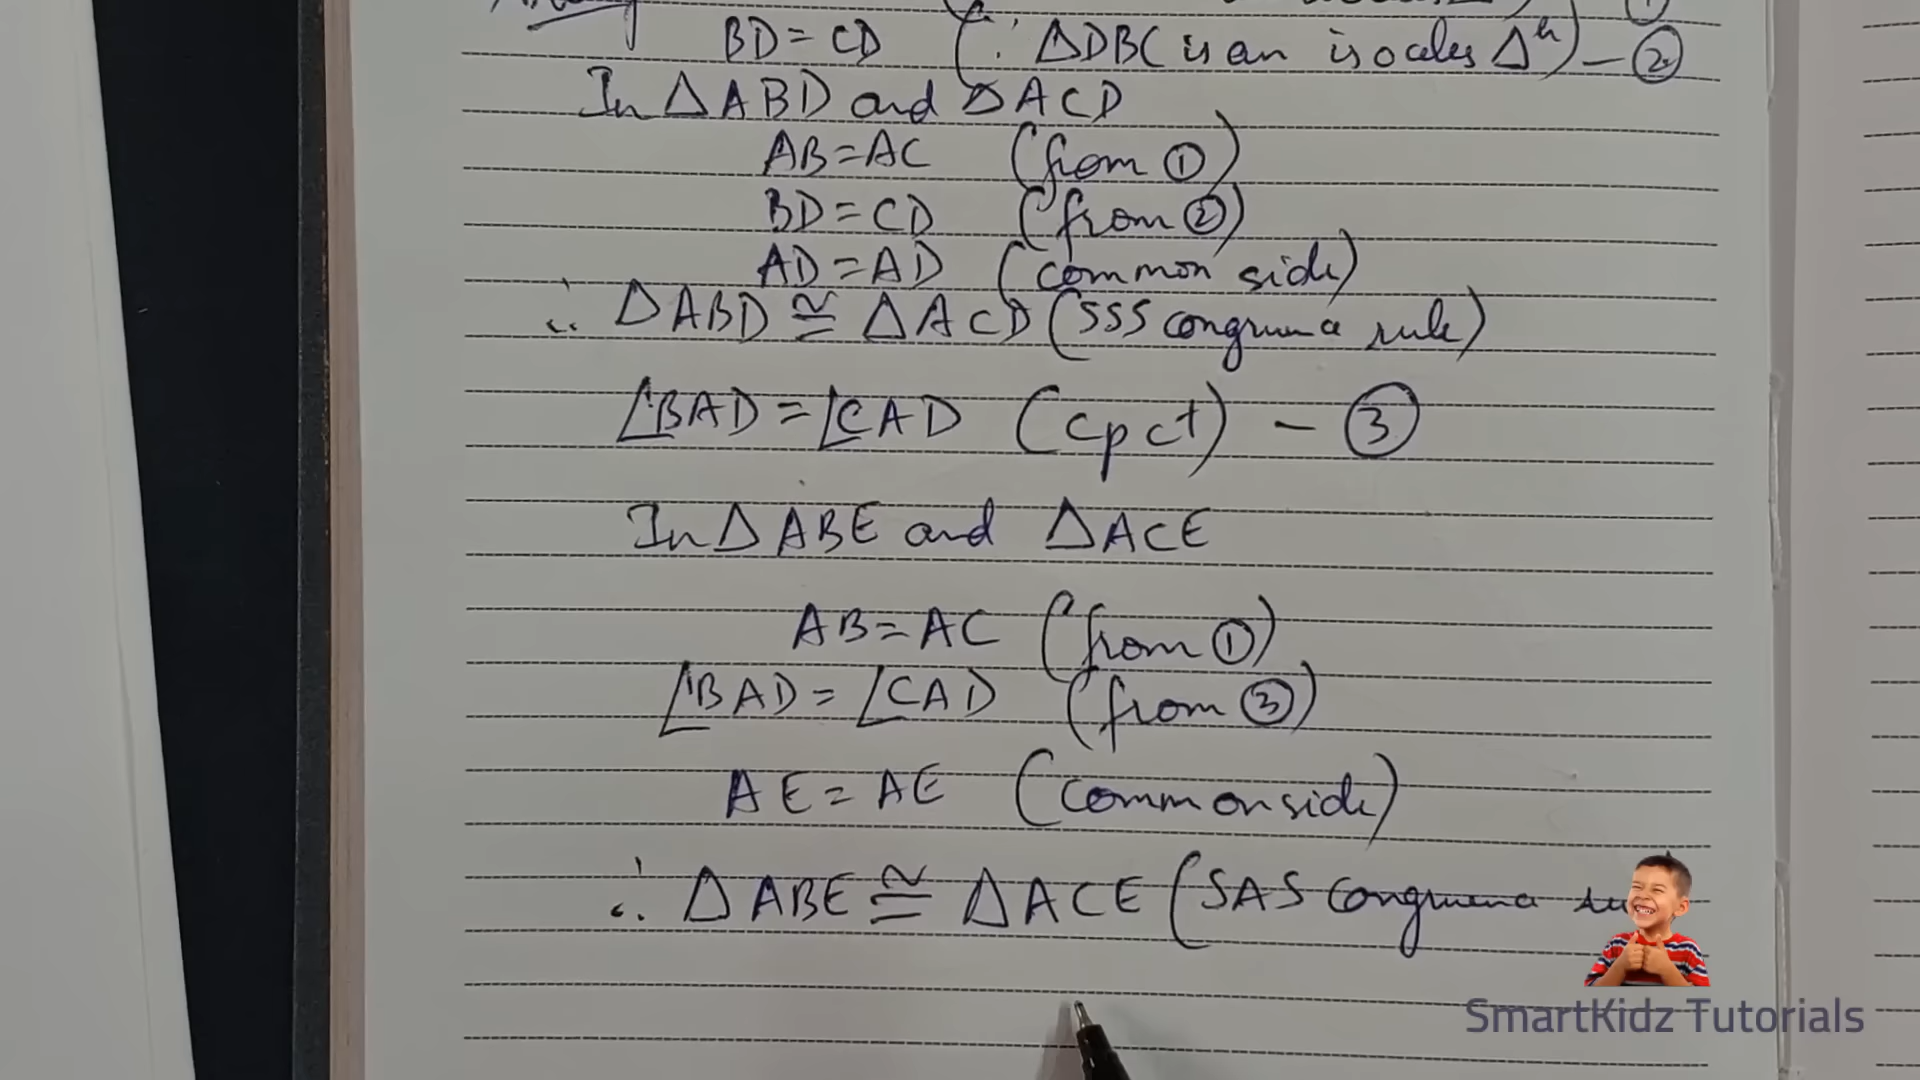 BD = CD (∵ ΔDBC is an isoceles Δ^le) - ②
In ΔABD and ΔACD
AB = AC (from ①)
BD = CD (from ②)
AD = AD (common side)
∴ ΔABD ≅ ΔACD (SSS congruence rule)
∠BAD = ∠CAD (cpct) - ③
In ΔABE and ΔACE
AB = AC (from ①)
∠BAD = ∠CAD (from ③)
AE = AE (common side)
∴ ΔABE ≅ ΔACE (SAS congruence
SmartKidz Tutorials